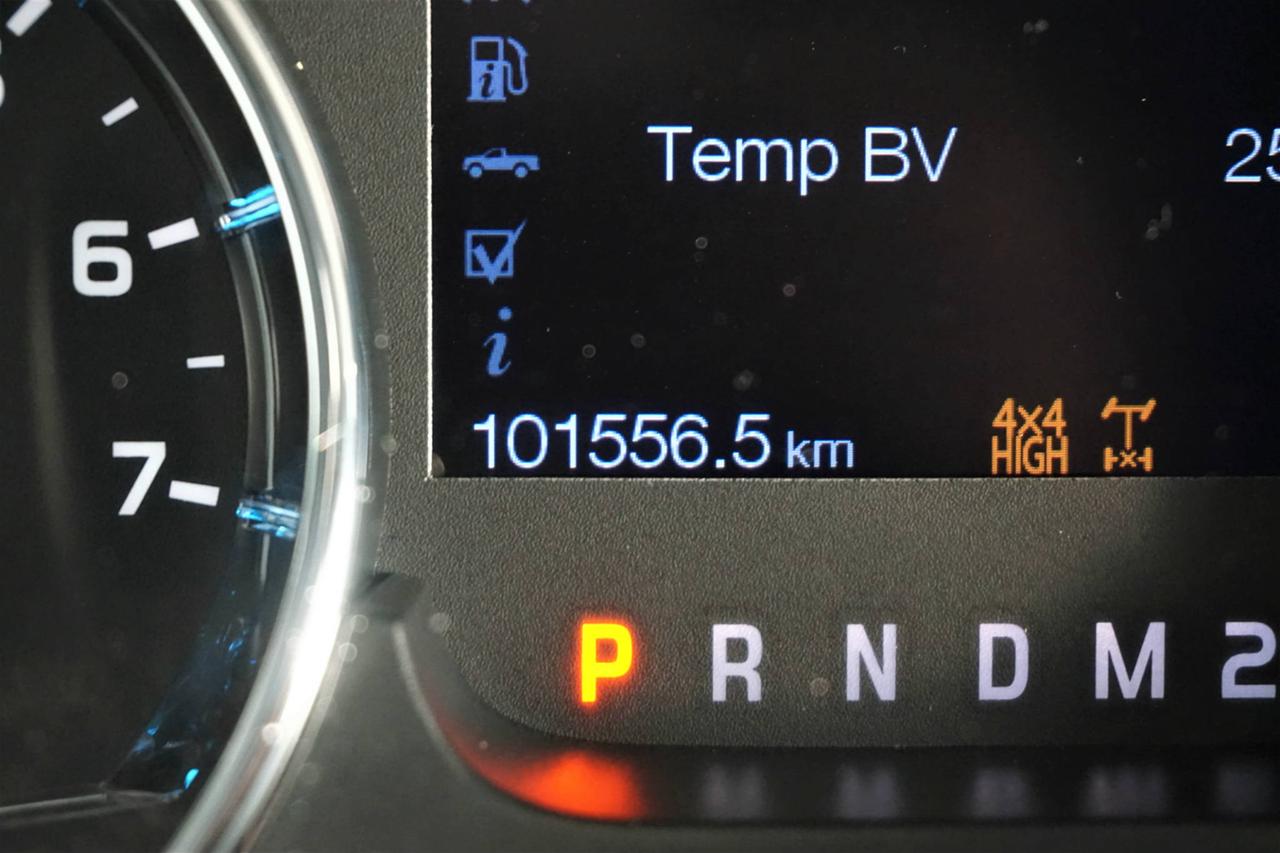 6
7
Temp BV 25
i
101556.5 km
4x4
HIGH
P R N D M 2